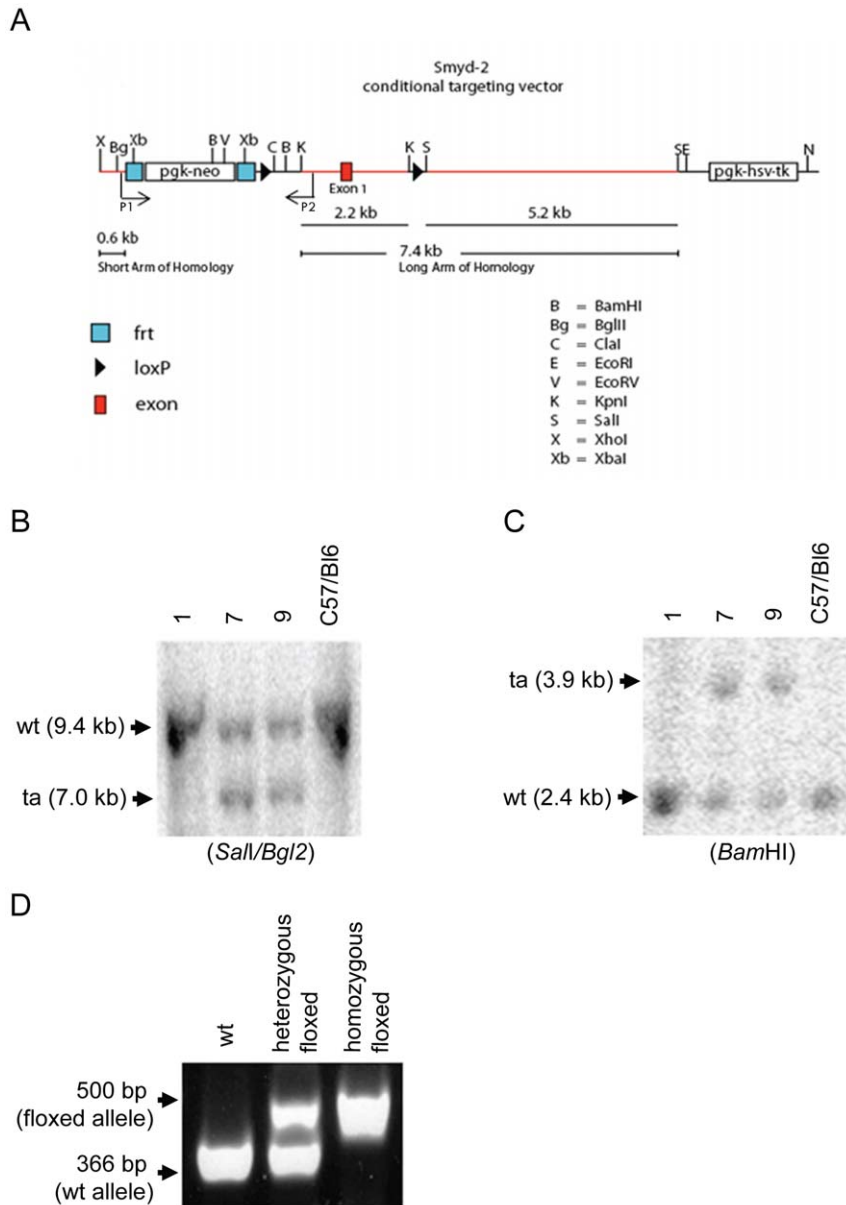 A
Smyd-2
conditional targeting vector
X Bg Xb B V Xb C B K K S SE N
pgk-neo pgk-hsv-tk
Exon 1
P1 P2
2.2 kb 5.2 kb
0.6 kb 7.4 kb
Short Arm of Homology Long Arm of Homology
B = BamHI
Bg = BglII
C = ClaI
E = EcoRI
V = EcoRV
K = KpnI
S = SalI
X = XhoI
Xb = XbaI
frt
loxP
exon
B
1 7 9 C57/Bl6
wt (9.4 kb)
ta (7.0 kb)
(SalI/Bgl2)
C
1 7 9 C57/Bl6
ta (3.9 kb)
wt (2.4 kb)
(BamHI)
D
wt
heterozygous
floxed
homozygous
floxed
500 bp
(floxed allele)
366 bp
(wt allele)